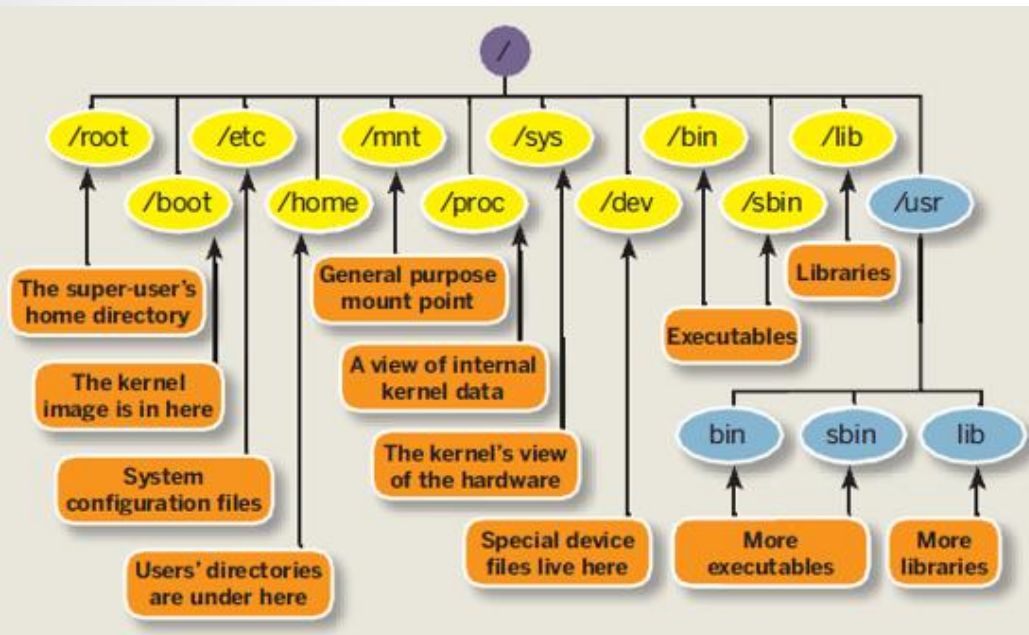 /
/root
/etc
/mnt
/sys
/bin
/lib
/boot
/home
/proc
/dev
/sbin
/usr
The super-user's
home directory
General purpose
mount point
Libraries
Executables
The kernel
image is in here
A view of internal
kernel data
System
configuration files
The kernel's view
of the hardware
bin
sbin
lib
Users' directories
are under here
Special device
files live here
More
executables
More
libraries